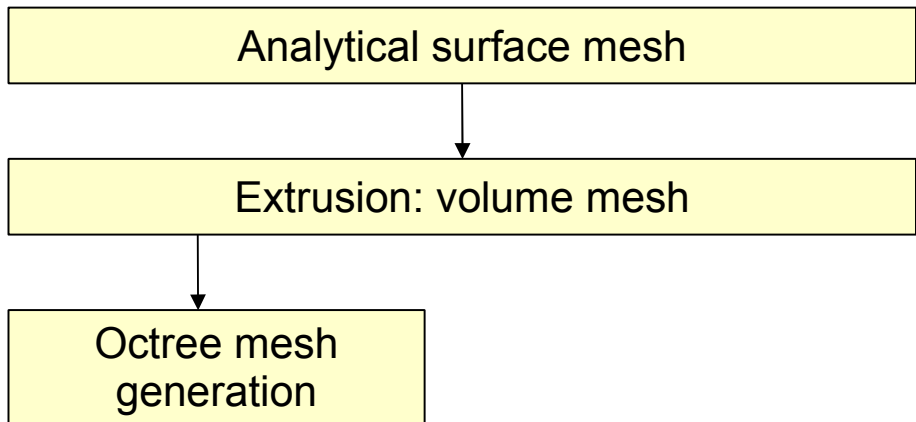 Analytical surface mesh
Extrusion: volume mesh
Octree mesh
generation